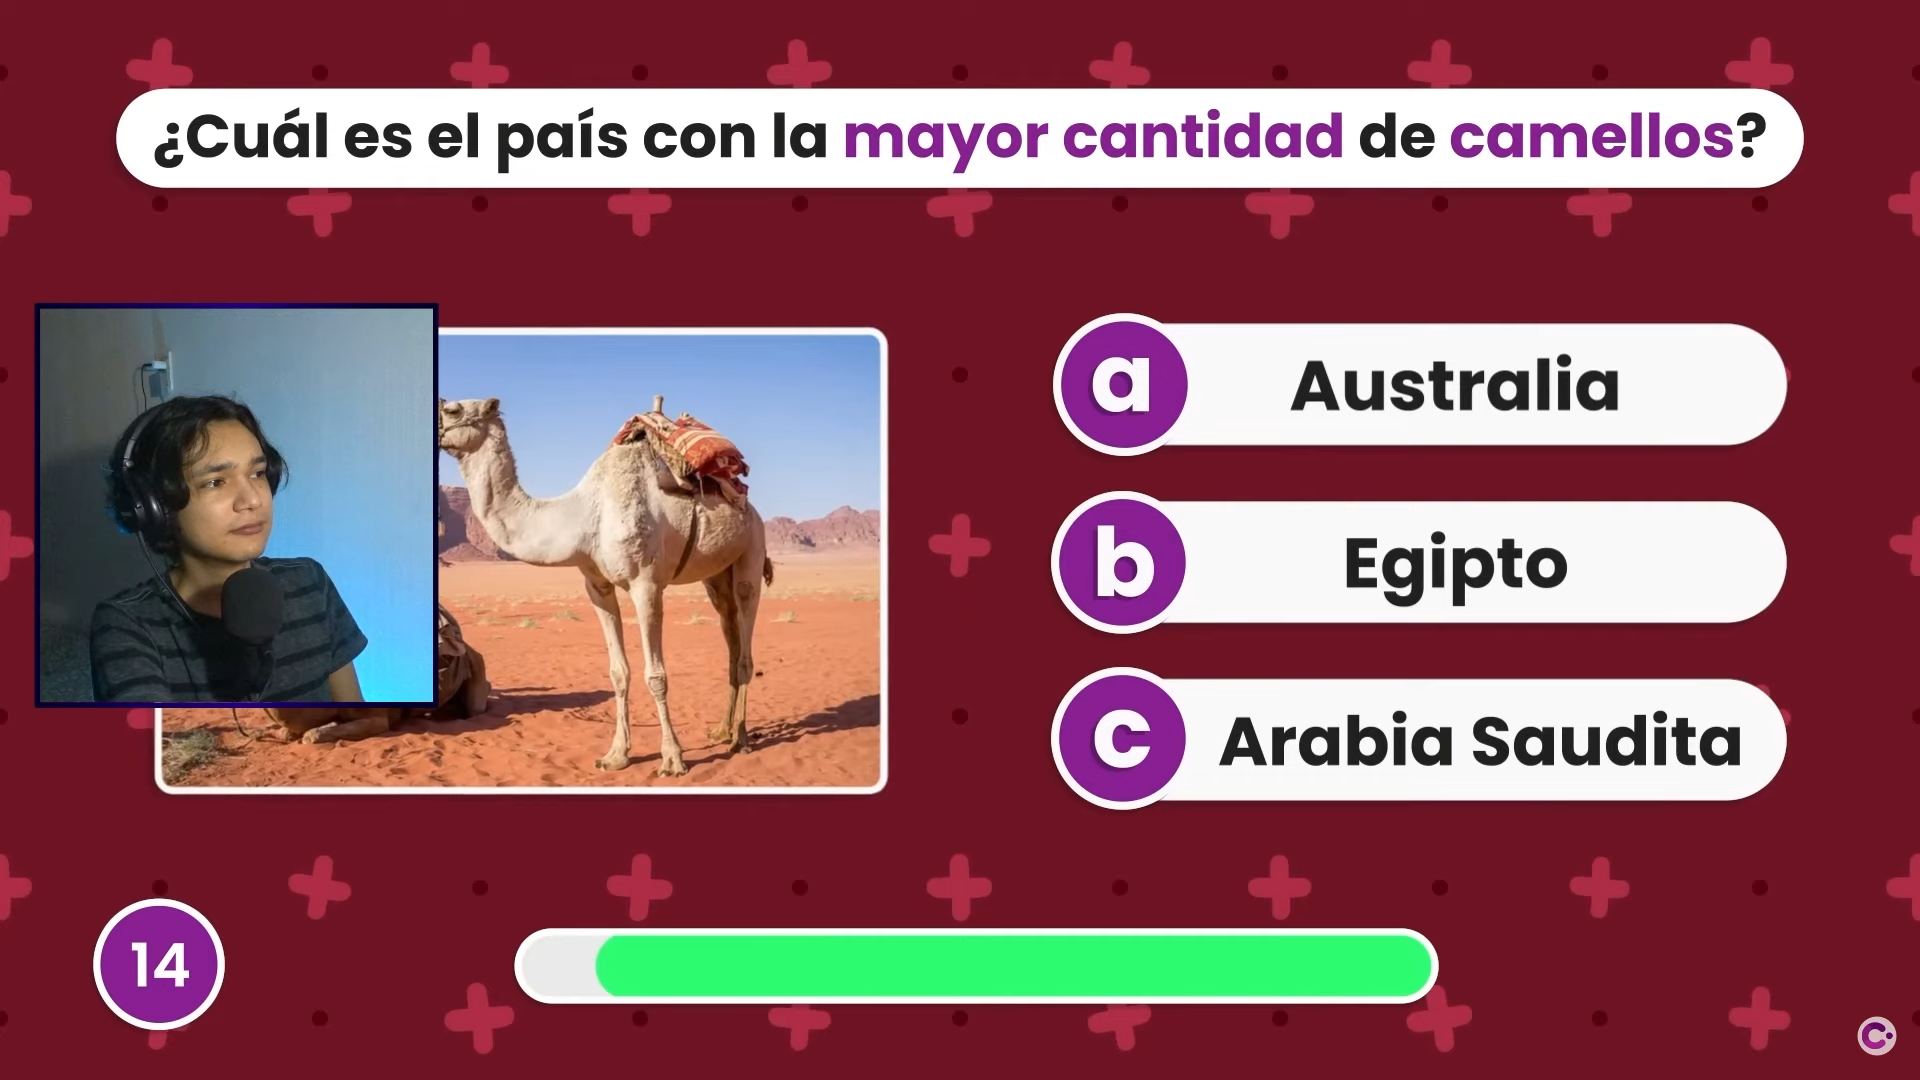 ¿Cuál es el país con la mayor cantidad de camellos?
a Australia
b Egipto
c Arabia Saudita
14